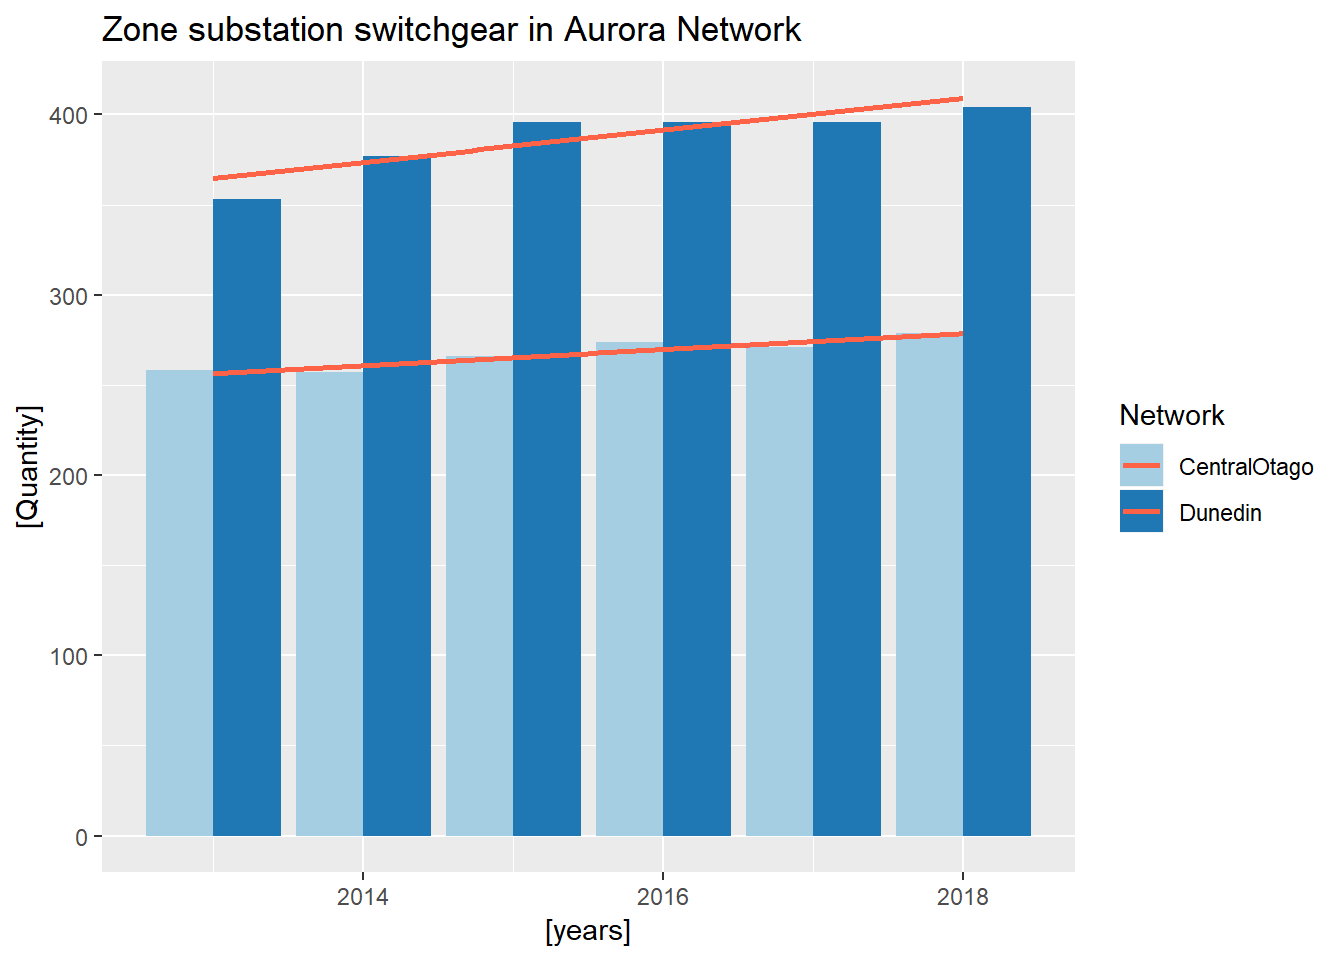 Zone substation switchgear in Aurora Network
400
300
200
100
0
[Quantity]
2014
2016
2018
[years]
Network
CentralOtago
Dunedin